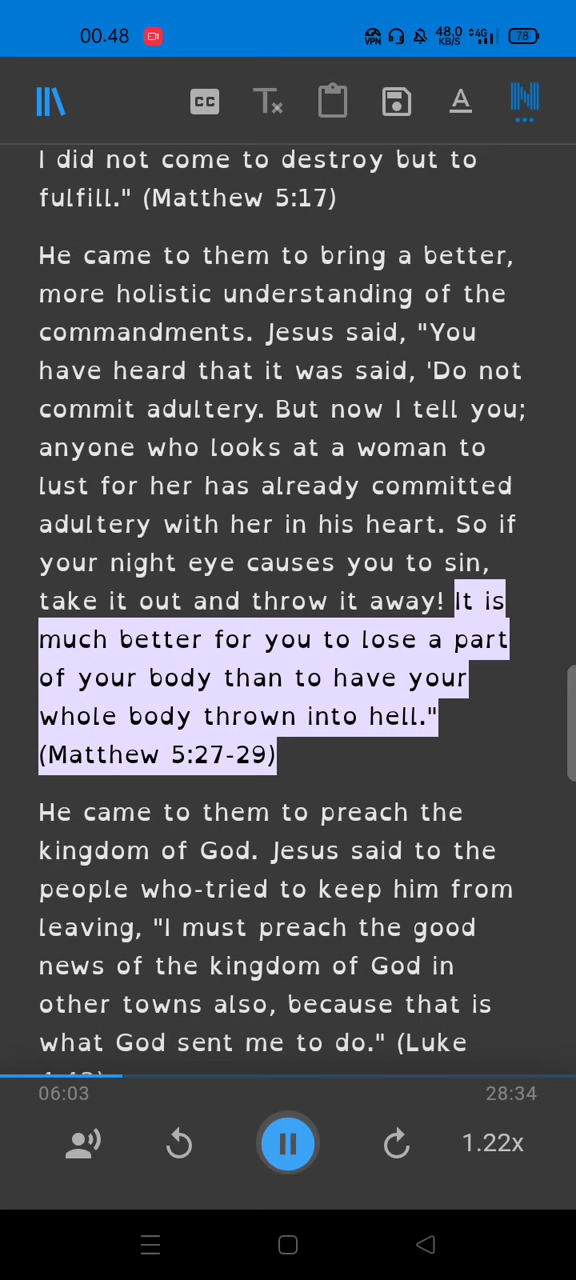 00.48
VPN
48.0
KB/S
4G
78
CC
I did not come to destroy but to
fulfill." (Matthew 5:17)
He came to them to bring a better,
more holistic understanding of the
commandments. Jesus said, "You
have heard that it was said, 'Do not
commit adultery. But now I tell you;
anyone who looks at a woman to
lust for her has already committed
adultery with her in his heart. So if
your night eye causes you to sin,
take it out and throw it away! It is
much better for you to lose a part
of your body than to have your
whole body thrown into hell."
(Matthew 5:27-29)
He came to them to preach the
kingdom of God. Jesus said to the
people who-tried to keep him from
leaving, "I must preach the good
news of the kingdom of God in
other towns also, because that is
what God sent me to do." (Luke
06:03
28:34
1.22x